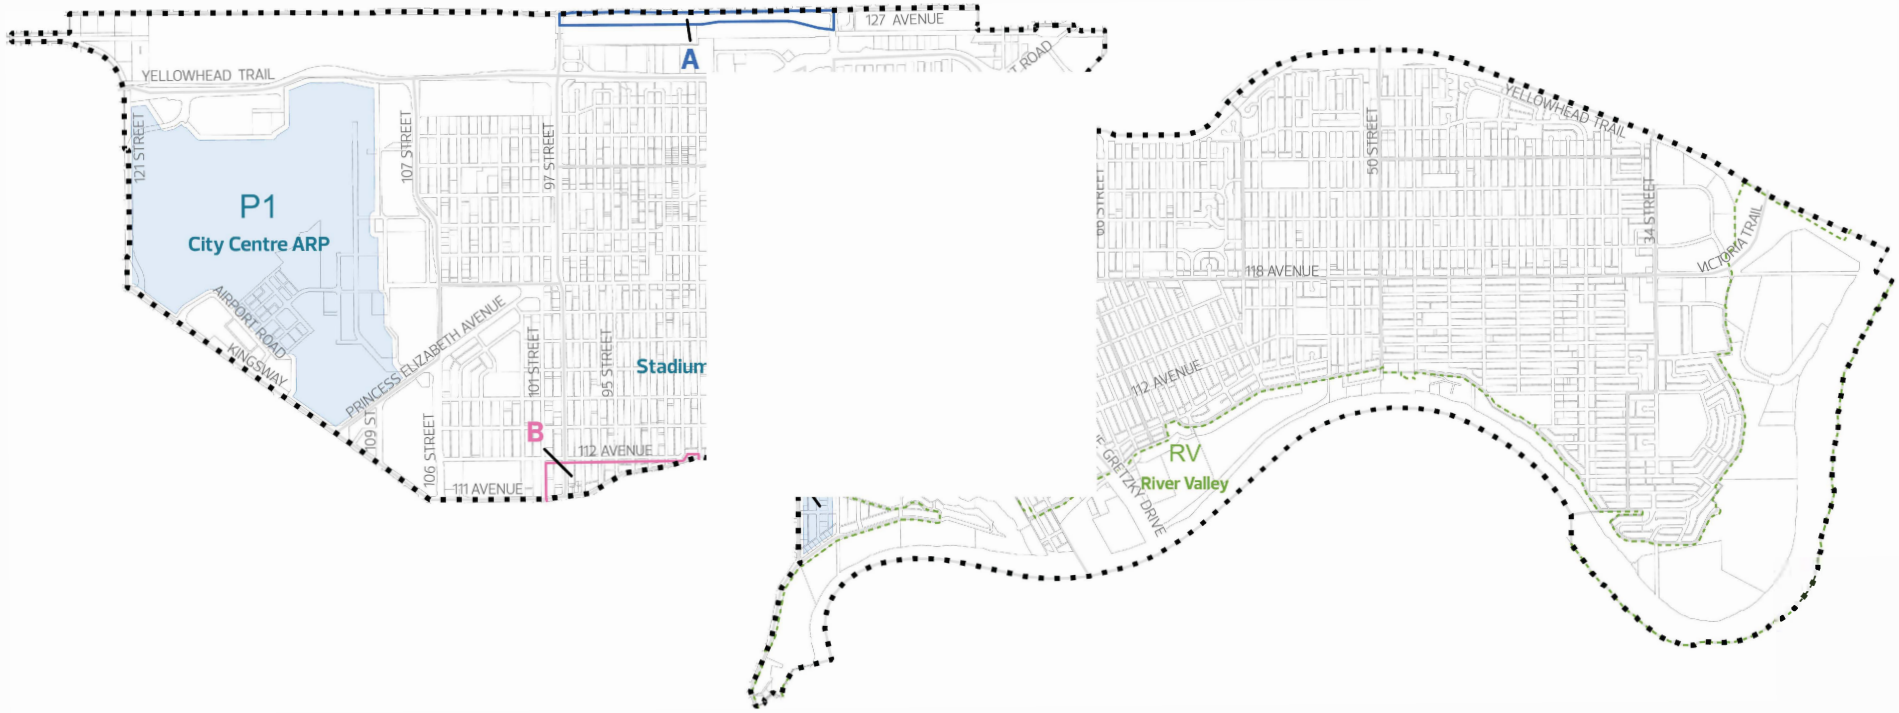 127 AVENUE
A
YELLOWHEAD TRAIL
YELLOWHEAD TRAIL
121 STREET
107 STREET
97 STREET
50 STREET
34 STREET
P1
City Centre ARP
VICTORIA TRAIL
118 AVENUE
AIRPORT ROAD
KINGSWAY
PRINCESS ELIZABETH AVENUE
101 STREET
95 STREET
Stadium
112 AVENUE
109 ST
106 STREET
B
112 AVENUE
111 AVENUE
GRETZKY DRIVE
RV
River Valley